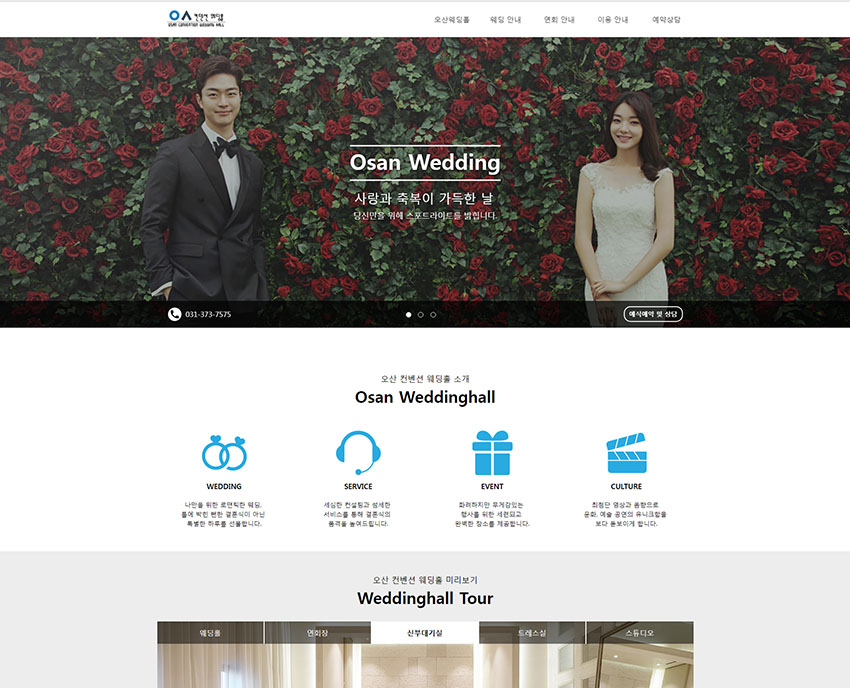 OA 컨벤션 웨딩홀
OSAN CONVENTION WEDDING HALL
오산웨딩홀 웨딩 안내 연회 안내 이용 안내 예약상담
Osan Wedding
사랑과 축복이 가득한 날
당신만을 위해 스포트라이트를 밝힙니다.
031-373-7575
예식예약 및 상담
오산 컨벤션 웨딩홀 소개
Osan Weddinghall
WEDDING
나만을 위한 로맨틱한 웨딩,
틀에 박힌 뻔한 결혼식이 아닌
특별한 하루를 선물합니다.
SERVICE
세심한 컨설팅과 섬세한
서비스를 통해 결혼식의
품격을 높여드립니다.
EVENT
화려하지만 무게감있는
행사를 위한 세련되고
완벽한 장소를 제공합니다.
CULTURE
최첨단 영상과 음향으로
문화, 예술 공연의 유니크함을
보다 돋보이게 합니다.
오산 컨벤션 웨딩홀 미리보기
Weddinghall Tour
웨딩홀 연회장 신부대기실 드레스실 스튜디오